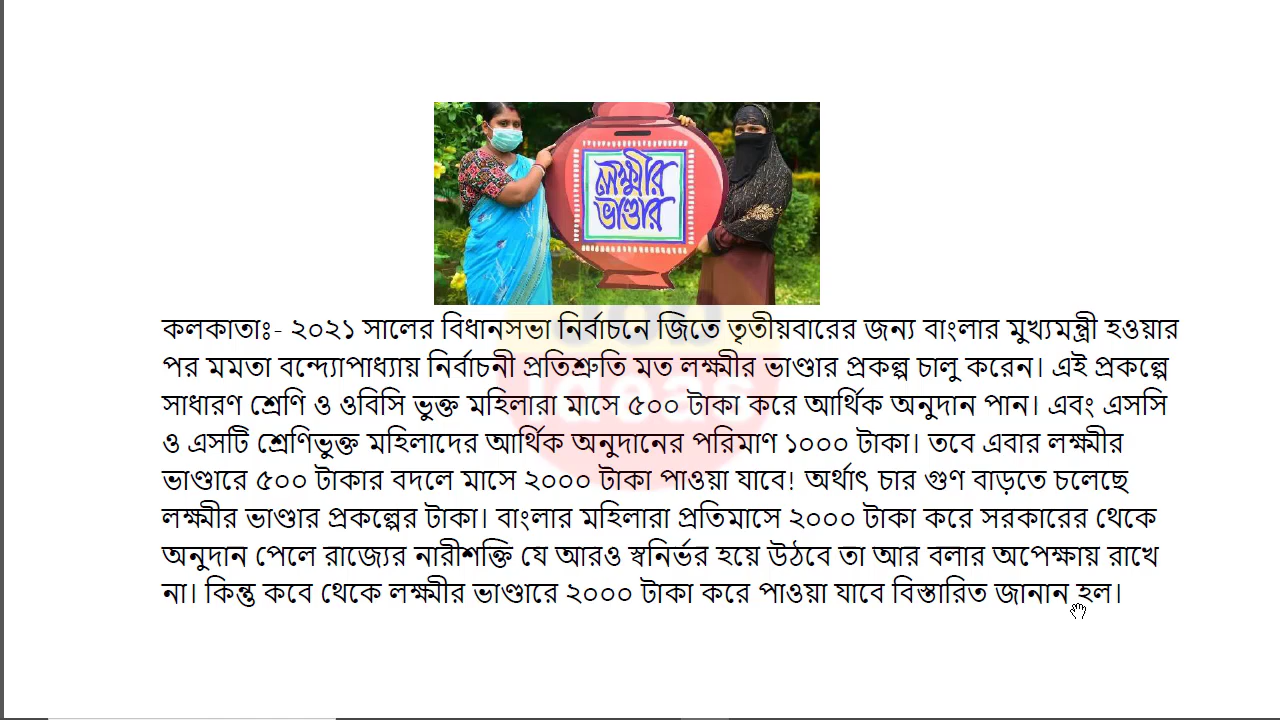 লক্ষ্মীর
ভাণ্ডার
কলকাতাঃ- ২০২১ সালের বিধানসভা নির্বাচনে জিতে তৃতীয়বারের জন্য বাংলার মুখ্যমন্ত্রী হওয়ার
পর মমতা বন্দ্যোপাধ্যায় নির্বাচনী প্রতিশ্রুতি মত লক্ষ্মীর ভাণ্ডার প্রকল্প চালু করেন। এই প্রকল্পে
সাধারণ শ্রেণি ও ওবিসি ভুক্ত মহিলারা মাসে ৫০০ টাকা করে আর্থিক অনুদান পান। এবং এসসি
ও এসটি শ্রেণিভুক্ত মহিলাদের আর্থিক অনুদানের পরিমাণ ১০০০ টাকা। তবে এবার লক্ষ্মীর
ভাণ্ডারে ৫০০ টাকার বদলে মাসে ২০০০ টাকা পাওয়া যাবে! অর্থাৎ চার গুণ বাড়তে চলেছে
লক্ষ্মীর ভাণ্ডার প্রকল্পের টাকা। বাংলার মহিলারা প্রতিমাসে ২০০০ টাকা করে সরকারের থেকে
অনুদান পেলে রাজ্যের নারীশক্তি যে আরও স্বনির্ভর হয়ে উঠবে তা আর বলার অপেক্ষায় রাখে
না। কিন্তু কবে থেকে লক্ষ্মীর ভাণ্ডারে ২০০০ টাকা করে পাওয়া যাবে বিস্তারিত জানান হল।
ideas